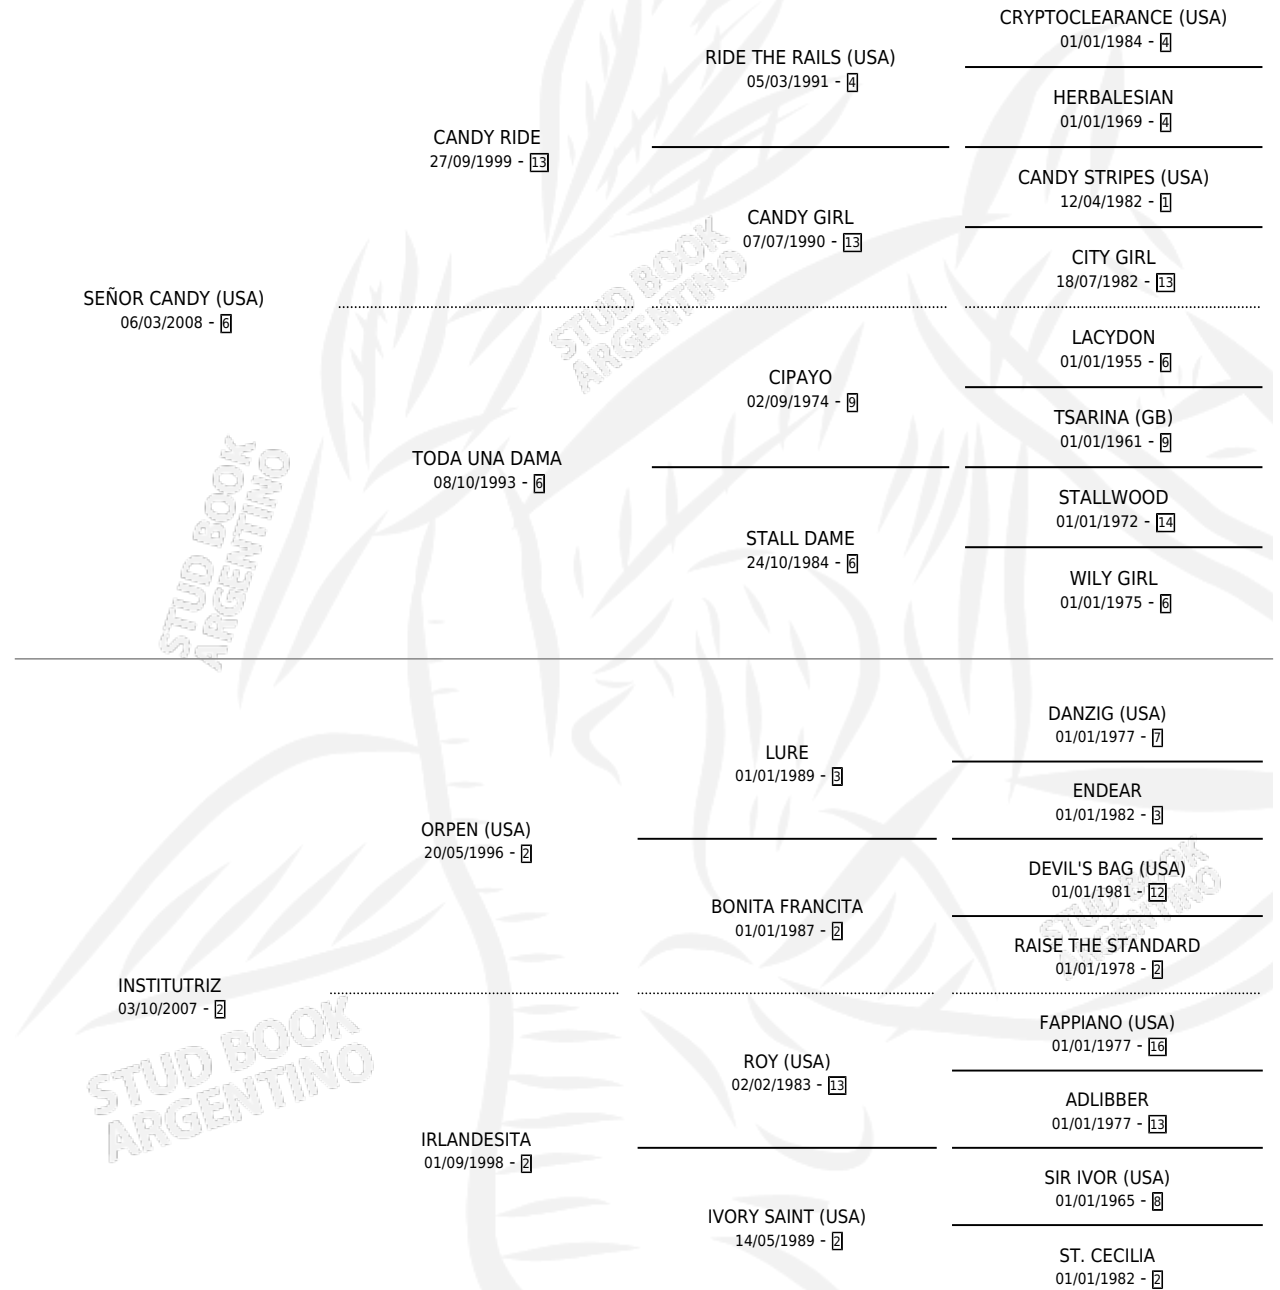 CRYPTOCLEARANCE (USA)
01/01/1984 - 4
RIDE THE RAILS (USA)
05/03/1991 - 4
HERBALESIAN
01/01/1969 - 4
CANDY RIDE
27/09/1999 - 13
CANDY STRIPES (USA)
12/04/1982 - 1
CANDY GIRL
07/07/1990 - 13
CITY GIRL
18/07/1982 - 13
SEÑOR CANDY (USA)
06/03/2008 - 6
LACYDON
01/01/1955 - 6
CIPAYO
02/09/1974 - 9
TSARINA (GB)
01/01/1961 - 9
TODA UNA DAMA
08/10/1993 - 6
STALLWOOD
01/01/1972 - 14
STALL DAME
24/10/1984 - 6
WILY GIRL
01/01/1975 - 6
DANZIG (USA)
01/01/1977 - 7
LURE
01/01/1989 - 3
ENDEAR
01/01/1982 - 3
ORPEN (USA)
20/05/1996 - 2
DEVIL'S BAG (USA)
01/01/1981 - 12
BONITA FRANCITA
01/01/1987 - 2
RAISE THE STANDARD
01/01/1978 - 2
INSTITUTRIZ
03/10/2007 - 2
FAPPIANO (USA)
01/01/1977 - 16
ROY (USA)
02/02/1983 - 13
ADLIBBER
01/01/1977 - 13
IRLANDESITA
01/09/1998 - 2
SIR IVOR (USA)
01/01/1965 - 8
IVORY SAINT (USA)
14/05/1989 - 2
ST. CECILIA
01/01/1982 - 2
STUD BOOK
ARGENTINO
STUD BOOK
ARGENTINO
STUD BOOK
ARGENTINO
STUD BOOK
ARGENTINO